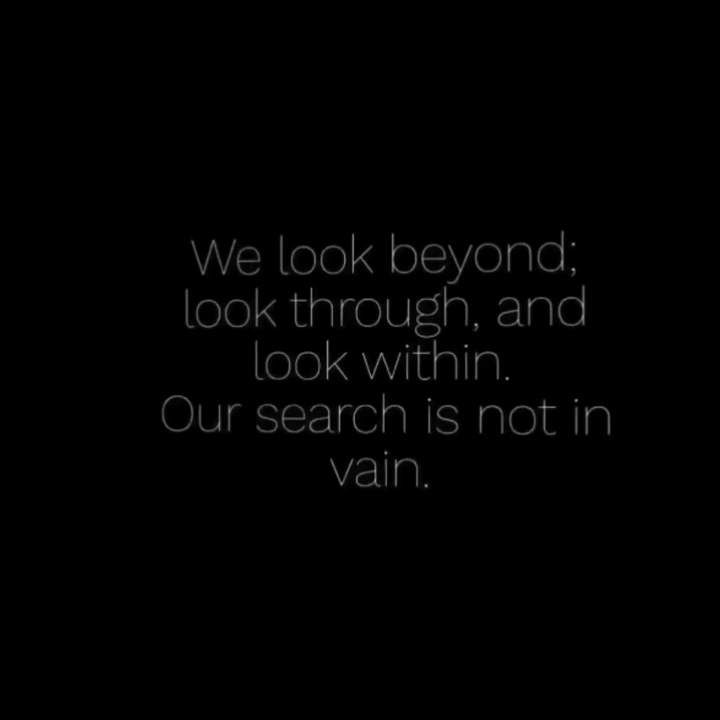 We look beyond;
look through, and
look within.
Our search is not in
vain.